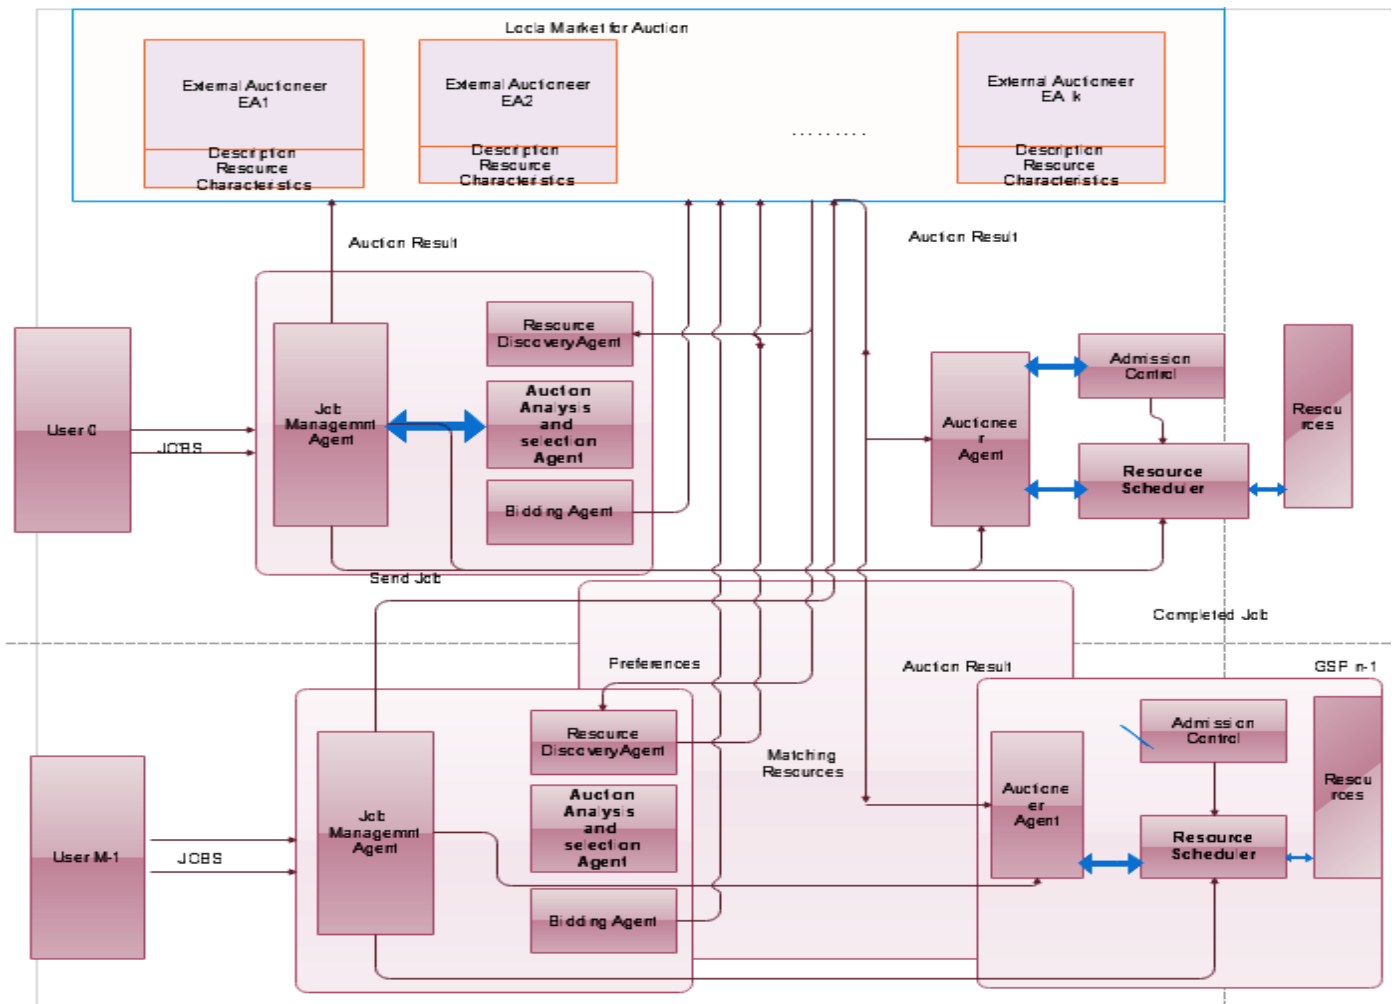 Locla Market for Auction
External Auctioneer
EA1
Description
Resource
Characteristics
External Auctioneer
EA2
Description
Resource
Characteristics
.........
External Auctioneer
EA k
Description
Resource
Characteristics
Auction Result
Auction Result
User 0
JOBS
Job
Managemnt
Agent
Resource
Discovery Agent
Auction
Analysis
and
selection
Agent
Bidding Agent
Auctionee
r
Agent
Admission
Control
Resource
Scheduler
Resou
rces
Send Job
Completed Job
Preferences
Auction Result
GSP n-1
User M-1
JOBS
Job
Managemnt
Agent
Resource
Discovery Agent
Auction
Analysis
and
selection
Agent
Bidding Agent
Matching
Resources
Auctione
er
Agent
Admission
Control
Resource
Scheduler
Resou
rces